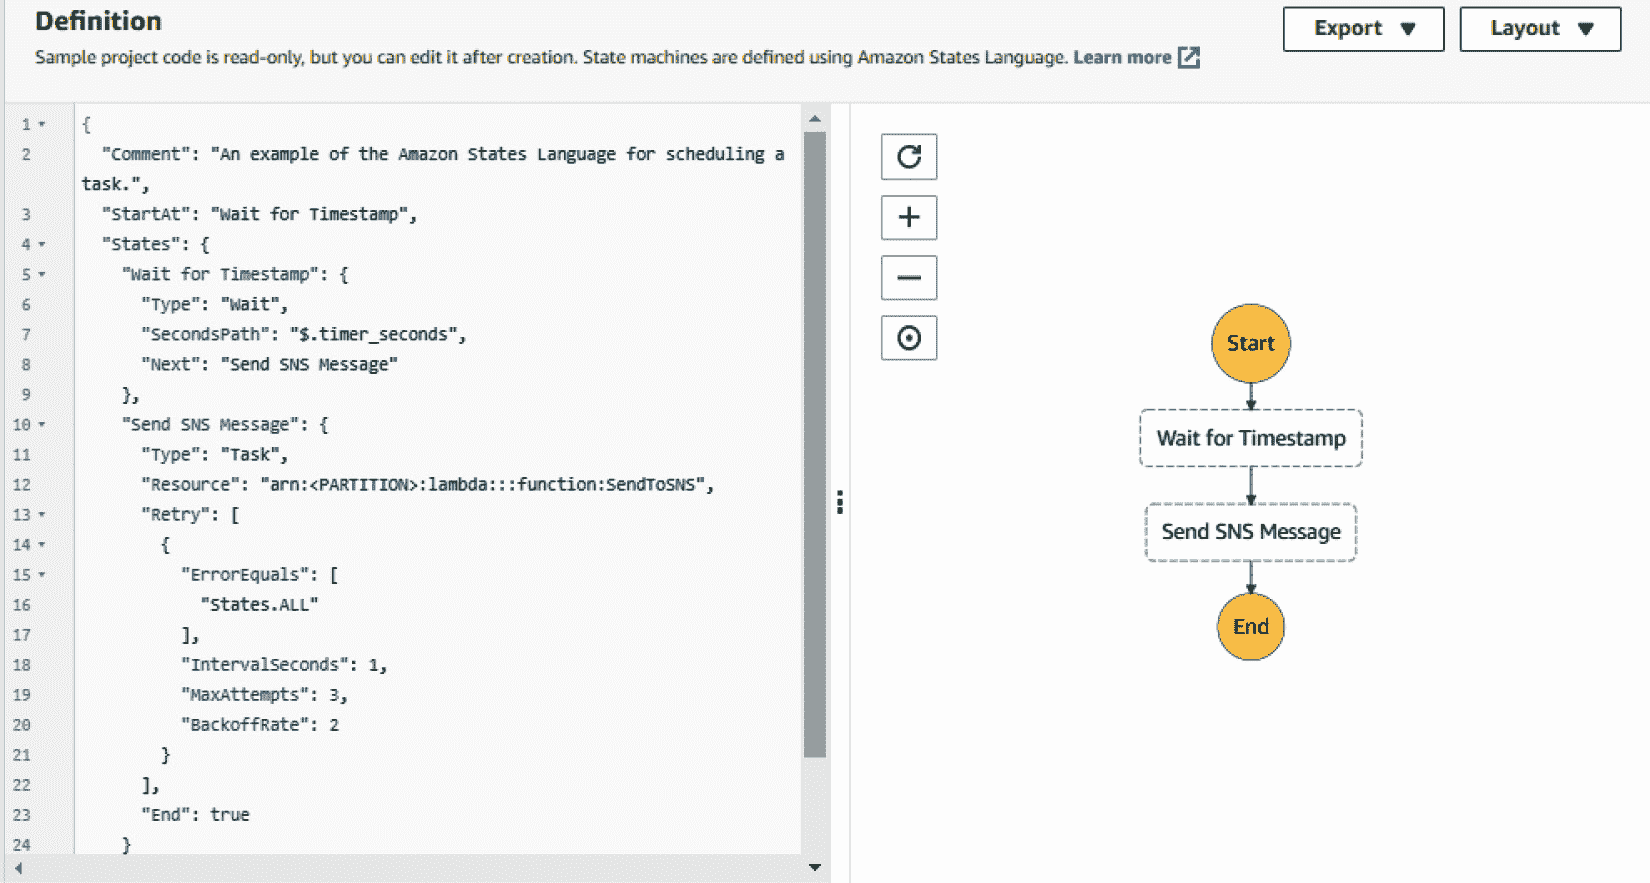 Definition
Export
Layout
Sample project code is read-only, but you can edit it after creation. State machines are defined using Amazon States Language. Learn more
1 {
2 "Comment": "An example of the Amazon States Language for scheduling a
task.",
3 "StartAt": "Wait for Timestamp",
4 "States": {
5 "Wait for Timestamp": {
6 "Type": "Wait",
7 "SecondsPath": "$.timer_seconds",
8 "Next": "Send SNS Message"
9 },
10 "Send SNS Message": {
11 "Type": "Task",
12 "Resource": "arn:<PARTITION>:lambda:::function:SendToSNS",
13 "Retry": [
14 {
15 "ErrorEquals": [
16 "States.ALL"
17 ],
18 "IntervalSeconds": 1,
19 "MaxAttempts": 3,
20 "BackoffRate": 2
21 }
22 ],
23 "End": true
24 }
Start
Wait for Timestamp
Send SNS Message
End